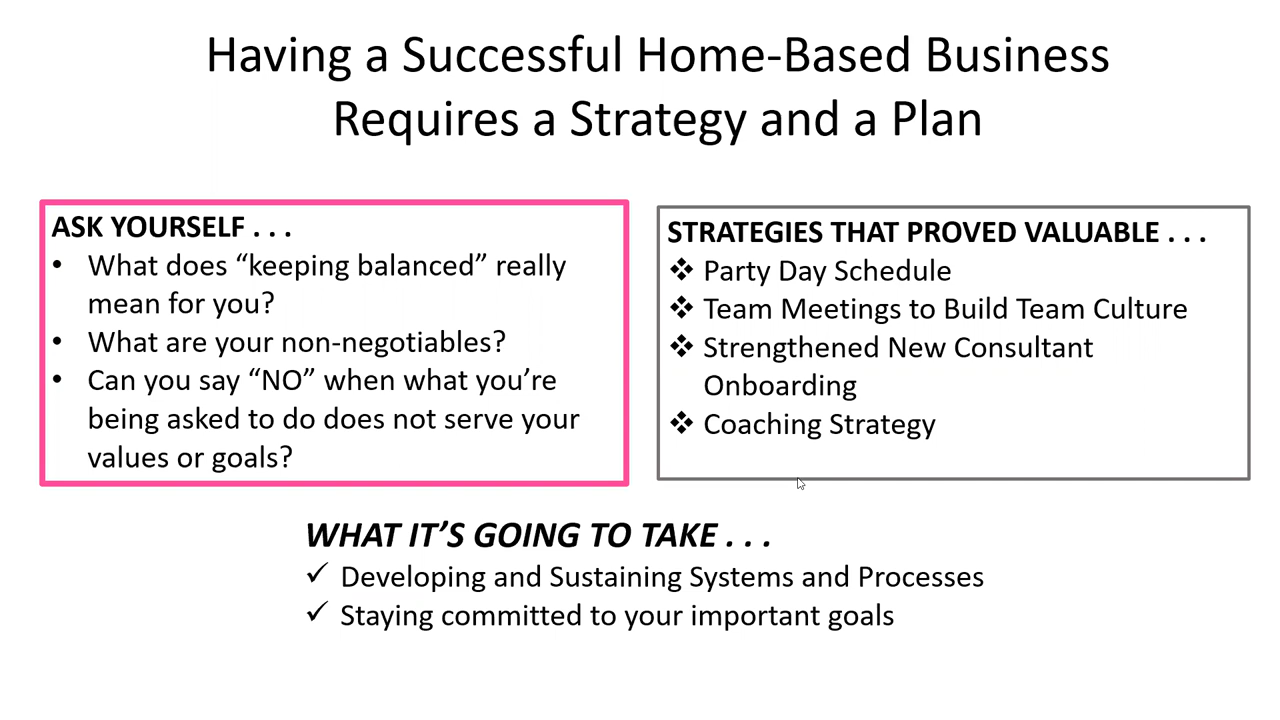 Having a Successful Home-Based Business
Requires a Strategy and a Plan
ASK YOURSELF . . .
• What does “keeping balanced” really
mean for you?
• What are your non-negotiables?
• Can you say “NO” when what you’re
being asked to do does not serve your
values or goals?
STRATEGIES THAT PROVED VALUABLE . . .
❖ Party Day Schedule
❖ Team Meetings to Build Team Culture
❖ Strengthened New Consultant
Onboarding
❖ Coaching Strategy
WHAT IT’S GOING TO TAKE . . .
✓ Developing and Sustaining Systems and Processes
✓ Staying committed to your important goals